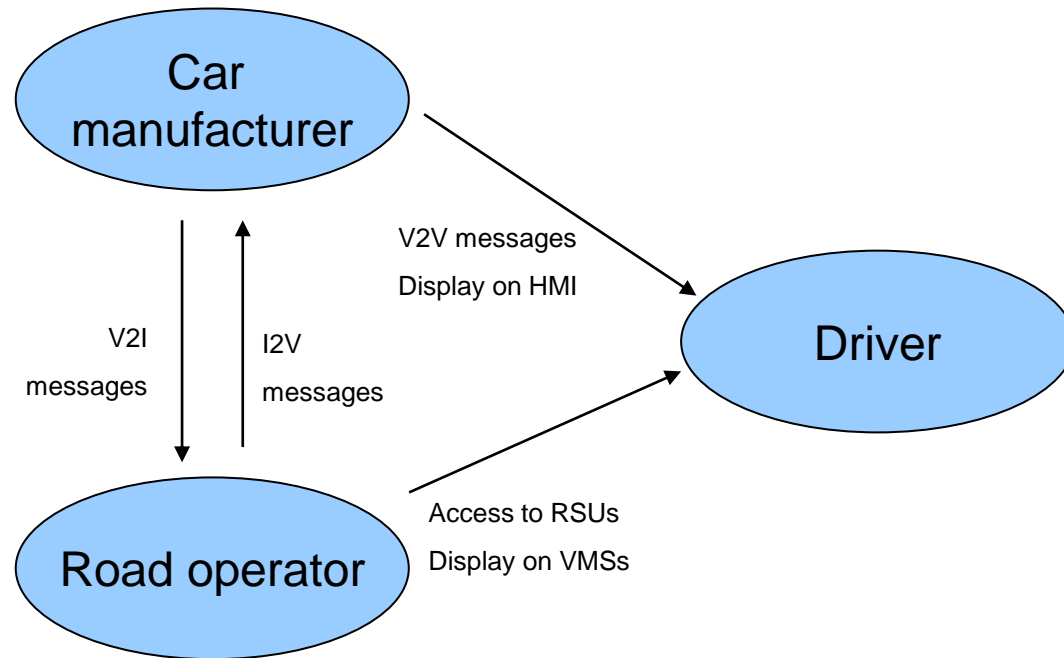 Car
manufacturer
V2V messages
Display on HMI
Driver
V2I
messages
I2V
messages
Access to RSUs
Display on VMSs
Road operator